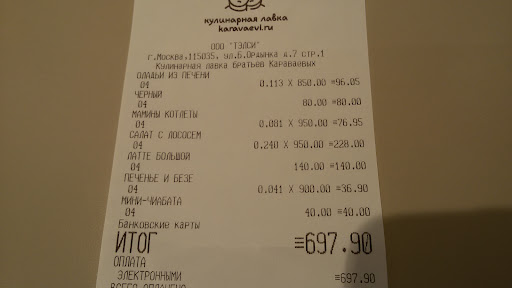 кулинарная лавка
karavaevi.ru
ООО "ТЭЛСИ"
г.Москва,115035, ул.Б.Ордынка д.7 стр.1
Кулинарная лавка Братьев Караваевых
ОЛАДЬИ ИЗ ПЕЧЕНИ
04 0.113 X 850.00 =96.05
ЧЕРНЫЙ
04 80.00 =80.00
МАМИНЫ КОТЛЕТЫ
04 0.081 X 950.00 =76.95
САЛАТ С ЛОСОСЕМ
04 0.240 X 950.00 =228.00
ЛАТТЕ БОЛЬШОЙ
04 140.00 =140.00
ПЕЧЕНЬЕ И БЕЗЕ
04 0.041 X 900.00 =36.90
МИНИ-ЧИАБАТА
04 40.00 =40.00
Банковские карты
ИТОГ =697.90
ОПЛАТА
ЭЛЕКТРОННЫМИ =697.90
ВСЕГО ОПЛАЧЕНО